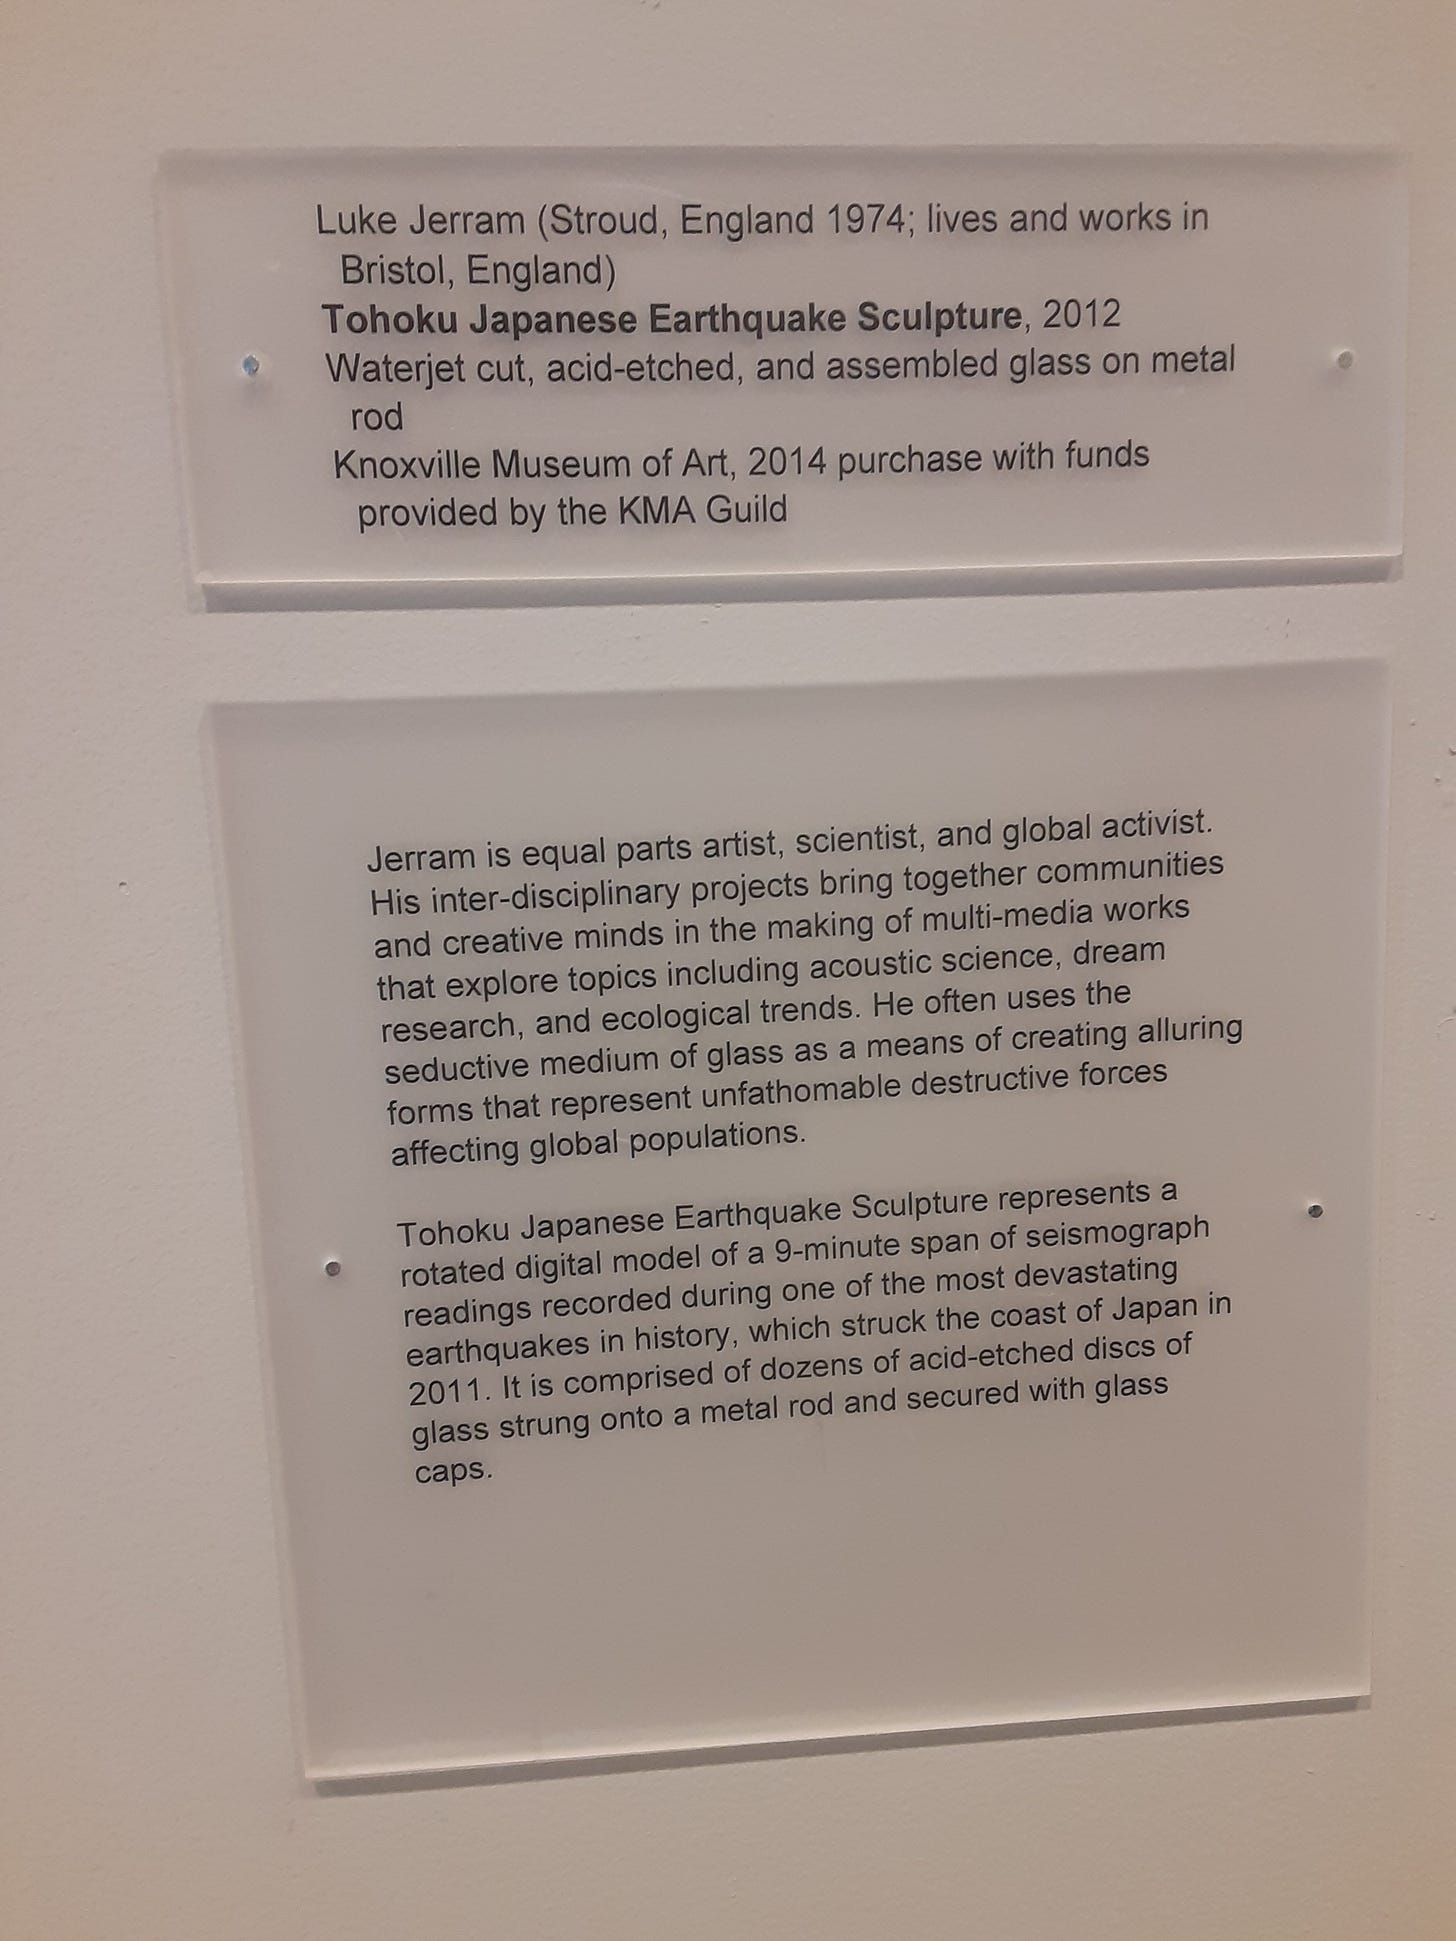 Luke Jerram (Stroud, England 1974; lives and works in
Bristol, England)
Tohoku Japanese Earthquake Sculpture, 2012
Waterjet cut, acid-etched, and assembled glass on metal
rod
Knoxville Museum of Art, 2014 purchase with funds
provided by the KMA Guild
Jerram is equal parts artist, scientist, and global activist.
His inter-disciplinary projects bring together communities
and creative minds in the making of multi-media works
that explore topics including acoustic science, dream
research, and ecological trends. He often uses the
seductive medium of glass as a means of creating alluring
forms that represent unfathomable destructive forces
affecting global populations.
Tohoku Japanese Earthquake Sculpture represents a
rotated digital model of a 9-minute span of seismograph
readings recorded during one of the most devastating
earthquakes in history, which struck the coast of Japan in
2011. It is comprised of dozens of acid-etched discs of
glass strung onto a metal rod and secured with glass
caps.